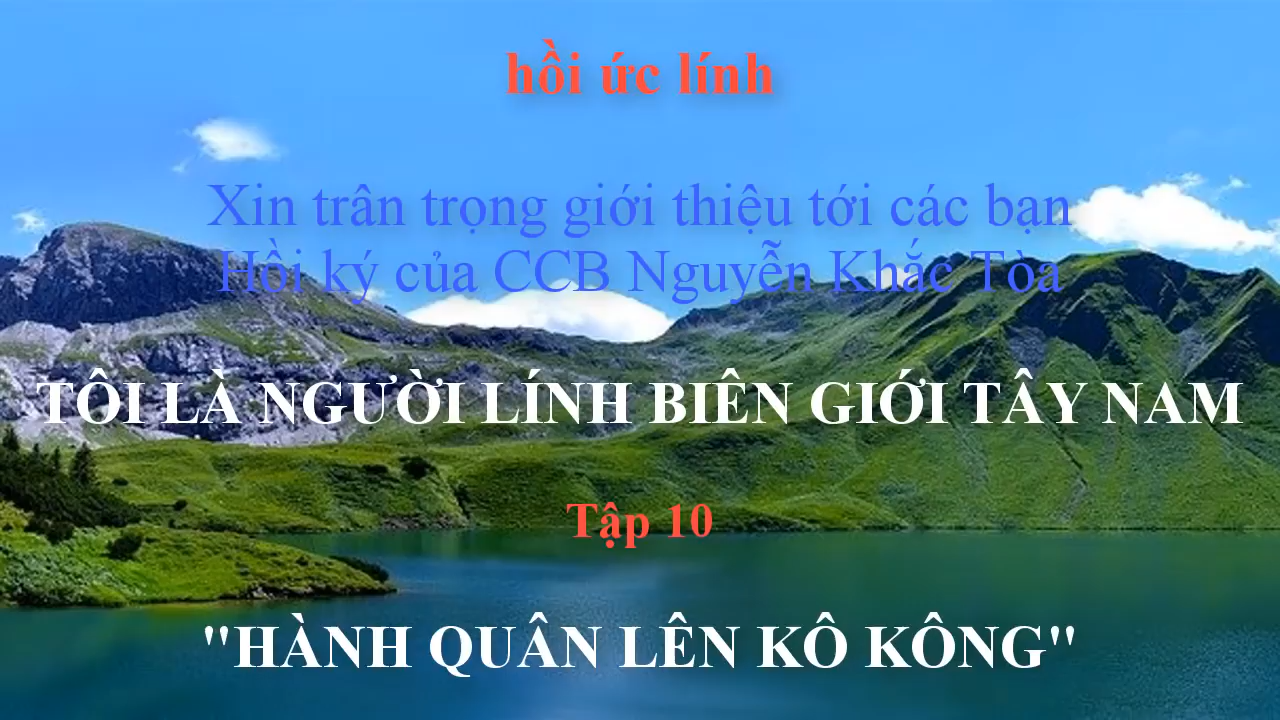 hồi ức lính
Xin trân trọng giới thiệu tới các bạn
Hồi ký của CCB Nguyễn Khắc Tòa
TÔI LÀ NGƯỜI LÍNH BIÊN GIỚI TÂY NAM
Tập 10
"HÀNH QUÂN LÊN KÔ KÔNG"